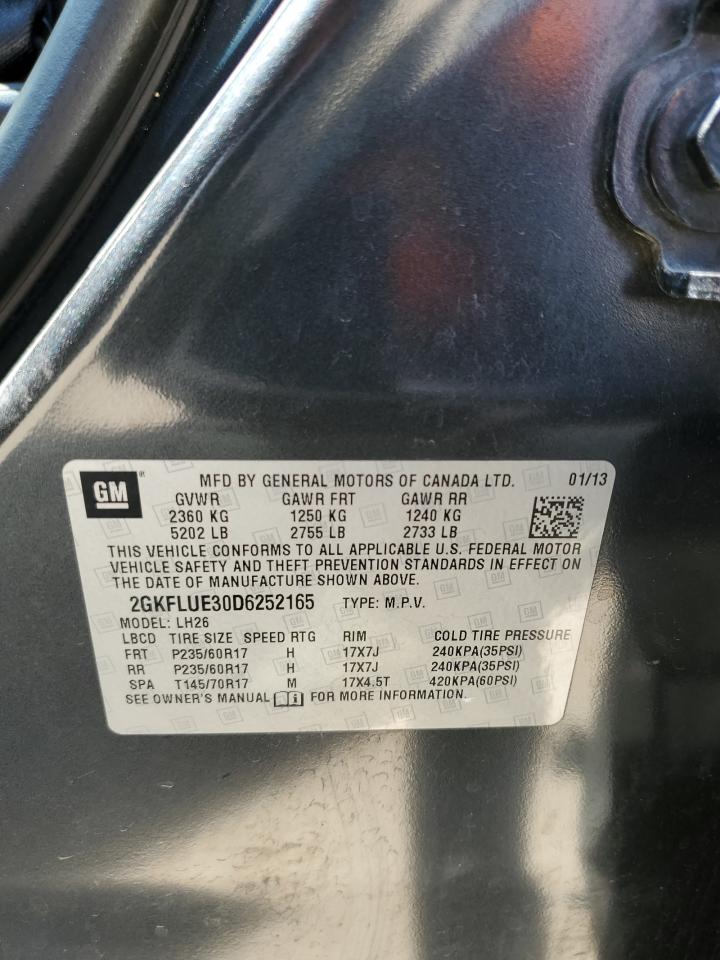 GM ® MFD BY GENERAL MOTORS OF CANADA LTD. 01/13
GVWR GAWR FRT GAWR RR
2360 KG 1250 KG 1240 KG
5202 LB 2755 LB 2733 LB
THIS VEHICLE CONFORMS TO ALL APPLICABLE U.S. FEDERAL MOTOR
VEHICLE SAFETY AND THEFT PREVENTION STANDARDS IN EFFECT ON
THE DATE OF MANUFACTURE SHOWN ABOVE.
2GKFLUE30D6252165 TYPE: M.P.V.
MODEL: LH26
LBCD TIRE SIZE SPEED RTG RIM COLD TIRE PRESSURE
FRT P235/60R17 H 17X7J 240KPA(35PSI)
RR P235/60R17 H 17X7J 240KPA(35PSI)
SPA T145/70R17 M 17X4.5T 420KPA(60PSI)
SEE OWNER'S MANUAL i FOR MORE INFORMATION.